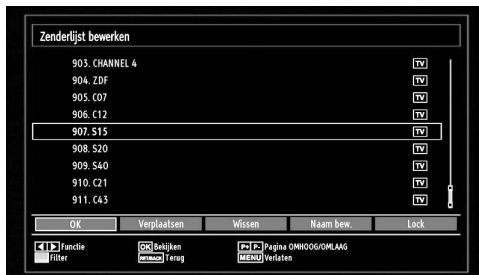 Zenderlijst bewerken
903. CHANNEL 4 TV
904. ZDF TV
905. C07 TV
906. C12 TV
907. S15 TV
908. S20 TV
909. S40 TV
910. C21 TV
911. C43 TV
OK Verplaatsen Wissen Naam bew. Lock
Functie OK Bekijken P+ P- Pagina OMHOOG/OMLAAG
Filter RET/BACK Terug MENU Verlaten